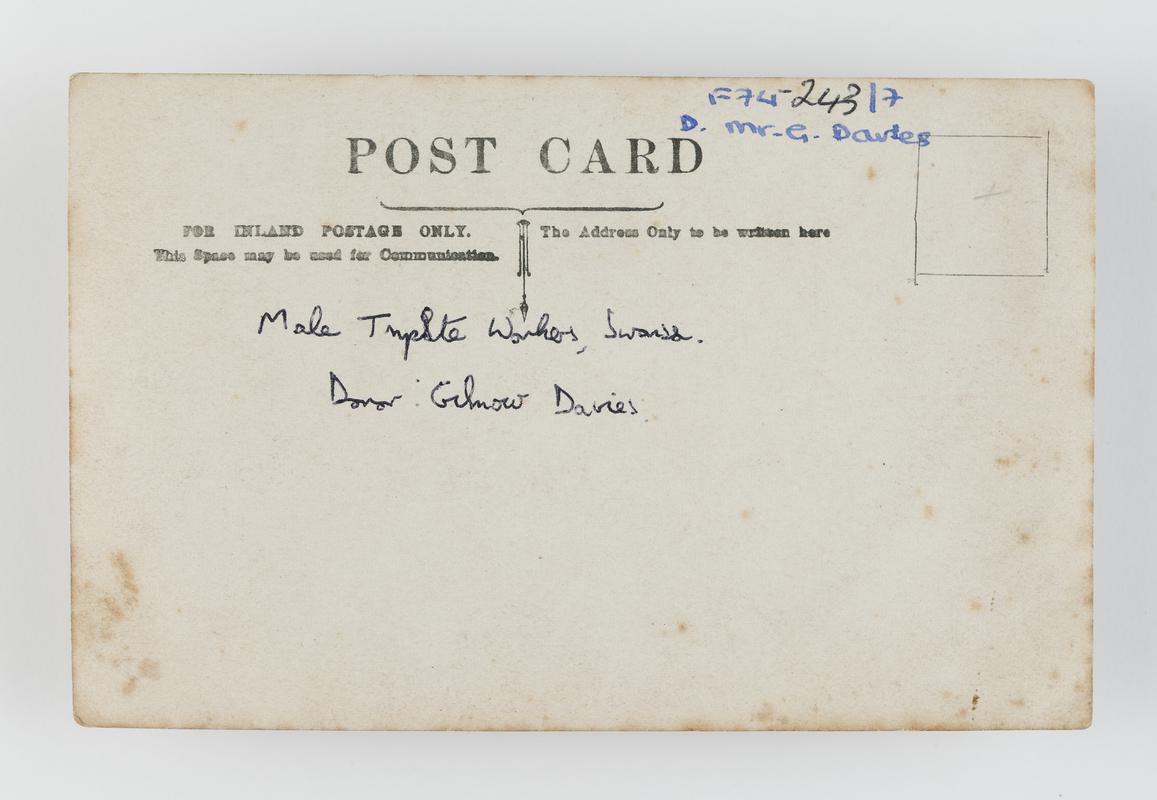 F75-243/7
D. Mr. G. Davies
POST CARD
FOR INLAND POSTAGE ONLY.
This Space may be used for Communication.
The Address Only to be written here
Male Tinplate Workers, Swansea.
Donor: Gilmour Davies